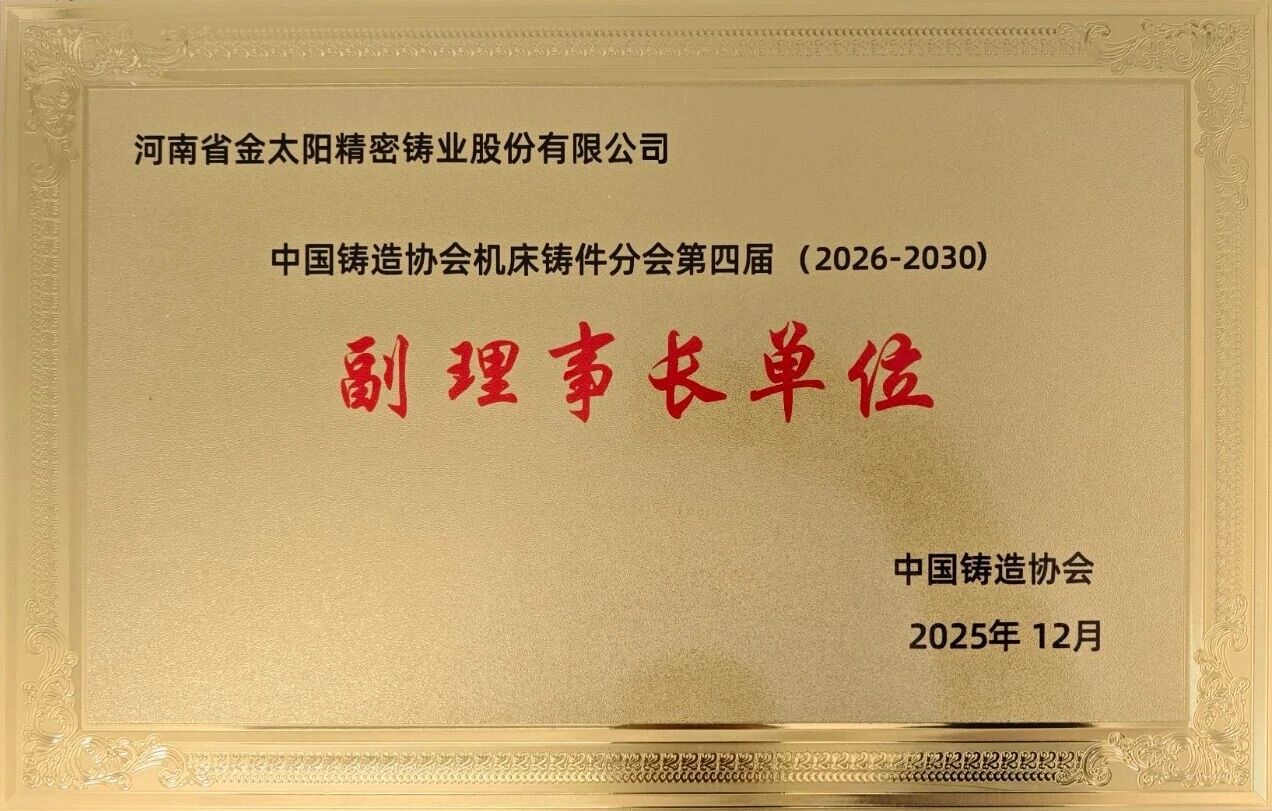 河南省金太阳精密铸业股份有限公司
中国铸造协会机床铸件分会第四届（2026-2030）
副理事长单位
中国铸造协会
2025年 12月